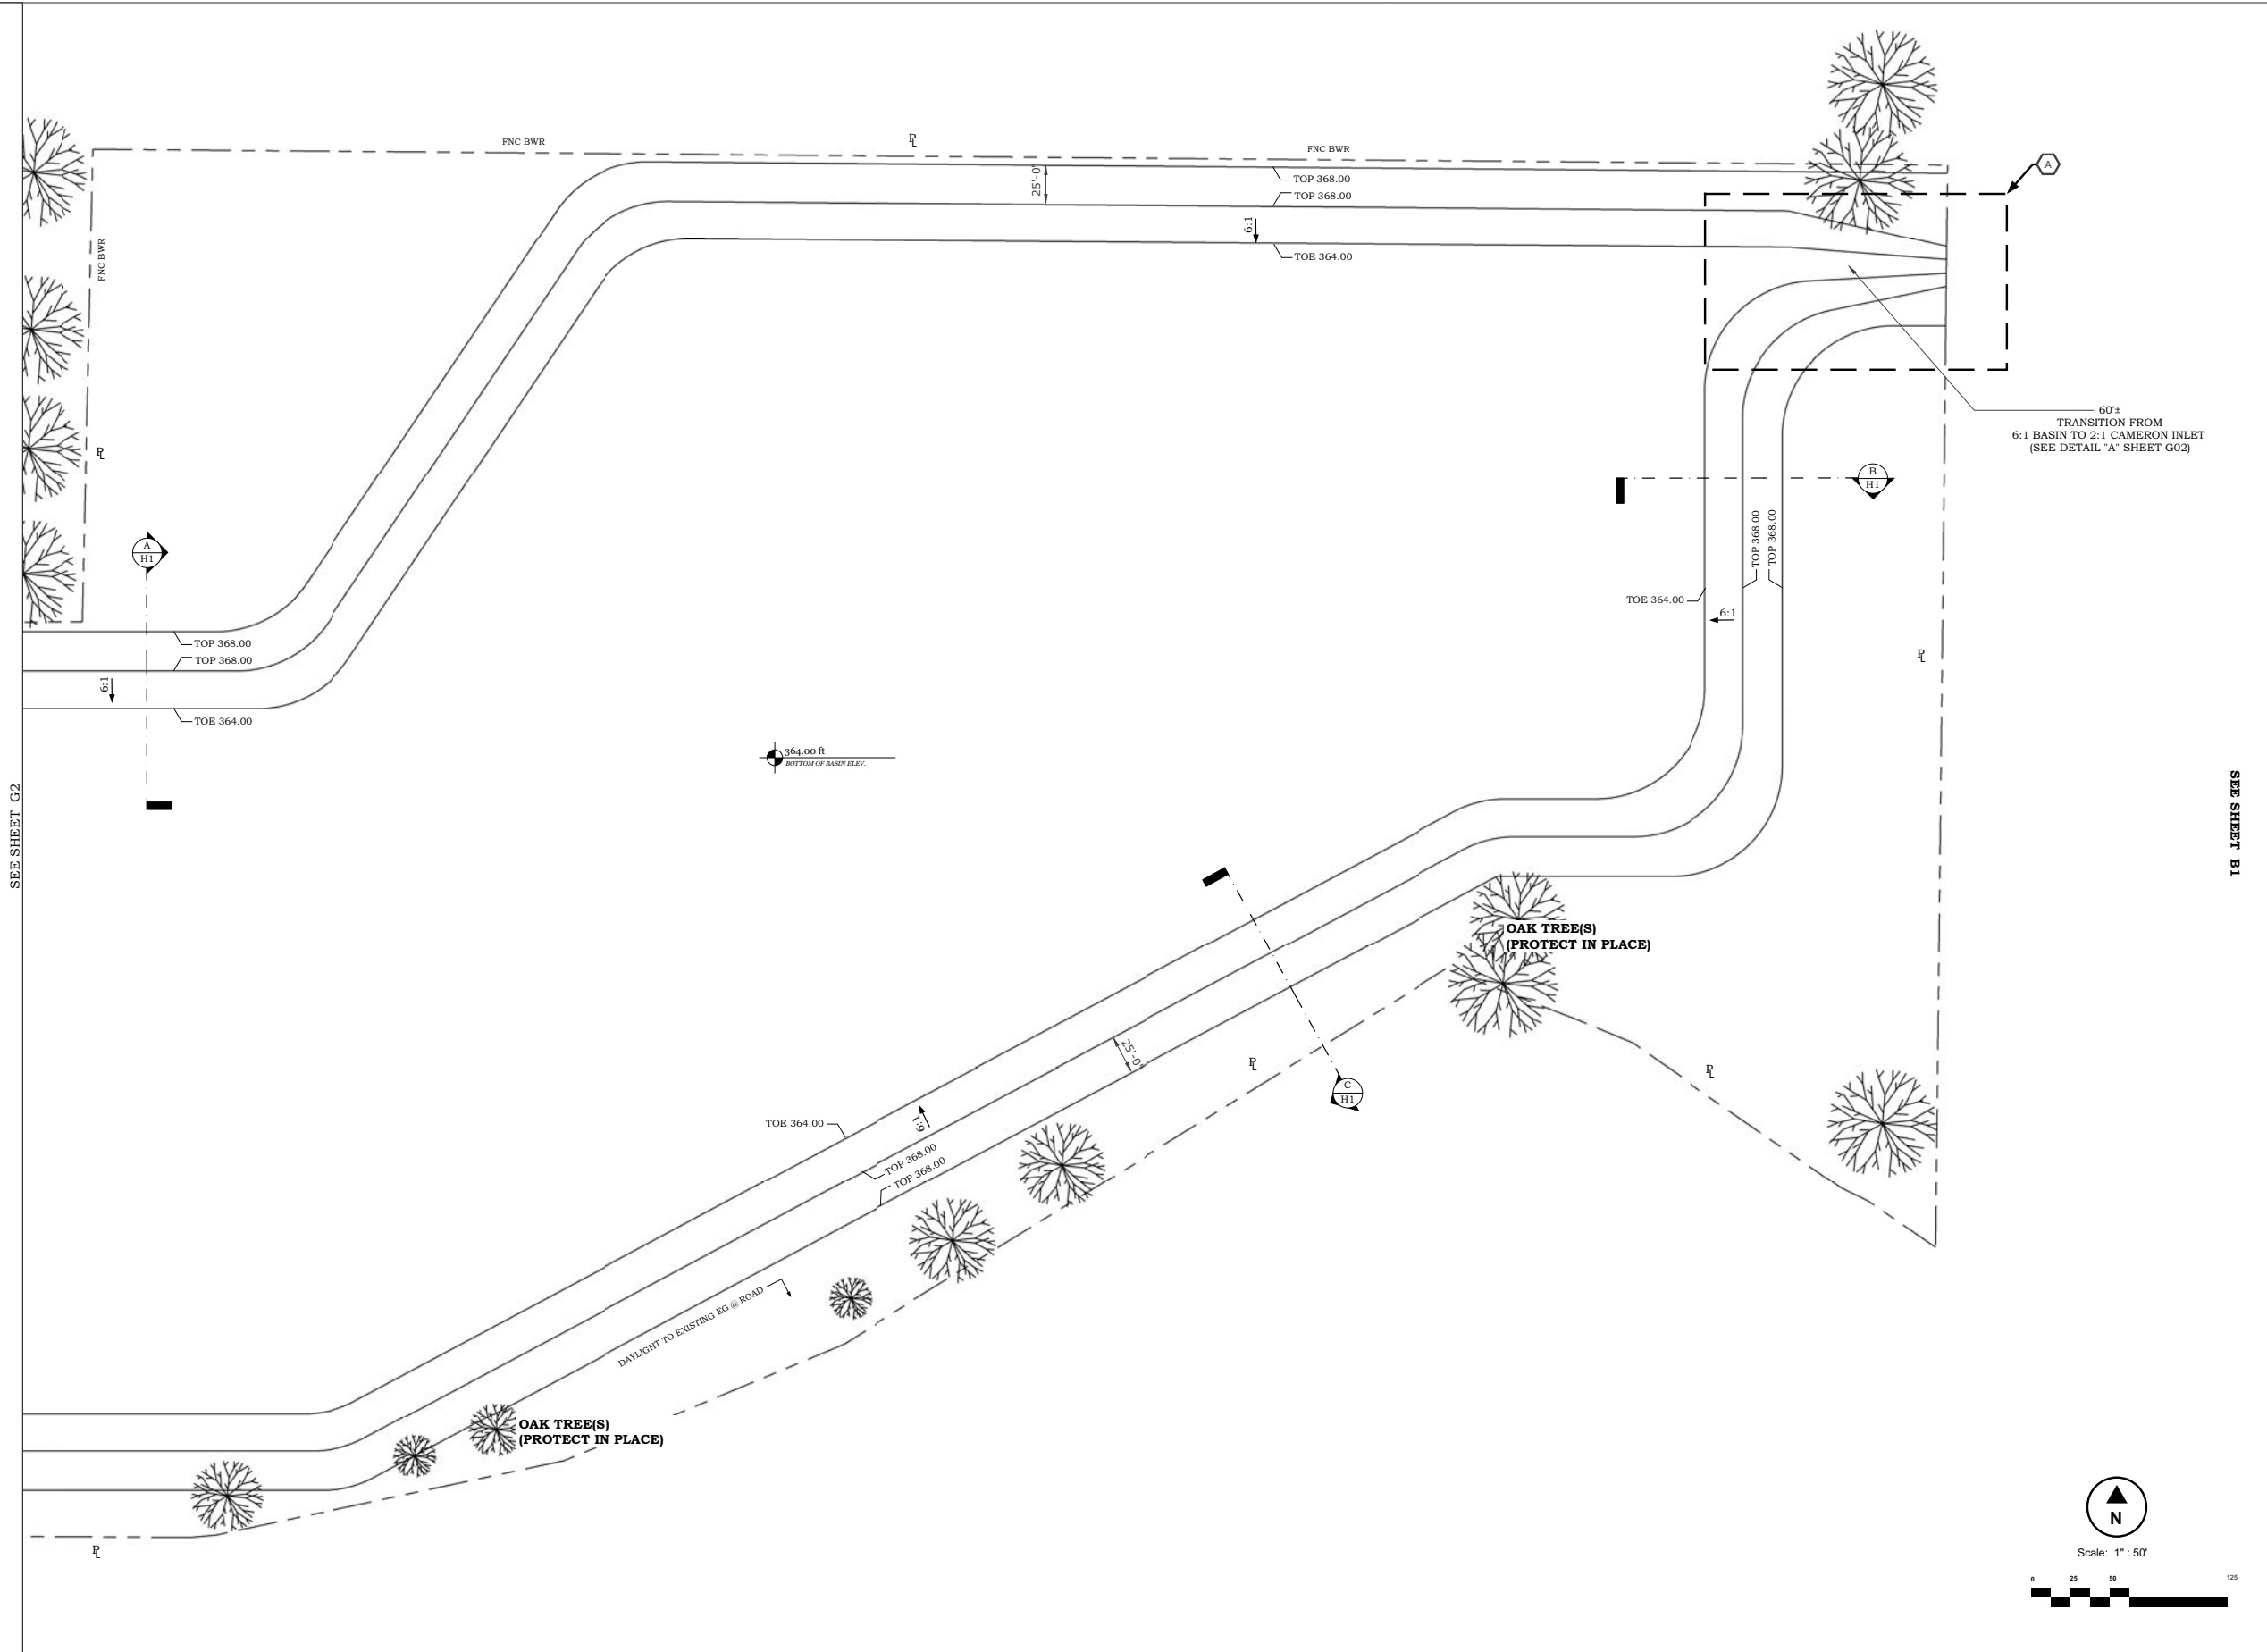 FNC BWR
PL
FNC BWR
A
25'-0"
TOP 368.00
TOP 368.00
6:1
TOE 364.00
FNC BWR
60'±
TRANSITION FROM
6:1 BASIN TO 2:1 CAMERON INLET
(SEE DETAIL "A" SHEET G02)
PL
B
H1
TOP 368.00
TOP 368.00
A
H1
TOE 364.00
6:1
TOP 368.00
TOP 368.00
6:1
TOE 364.00
PL
364.00 ft
BOTTOM OF BASIN ELEV.
SEE SHEET G2
SEE SHEET B1
OAK TREE(S)
(PROTECT IN PLACE)
25'-0"
PL
PL
C
H1
TOE 364.00
6:1
TOP 368.00
TOP 368.00
DAYLIGHT TO EXISTING EG @ ROAD
OAK TREE(S)
(PROTECT IN PLACE)
PL
N
Scale: 1" : 50'
0 25 50 125